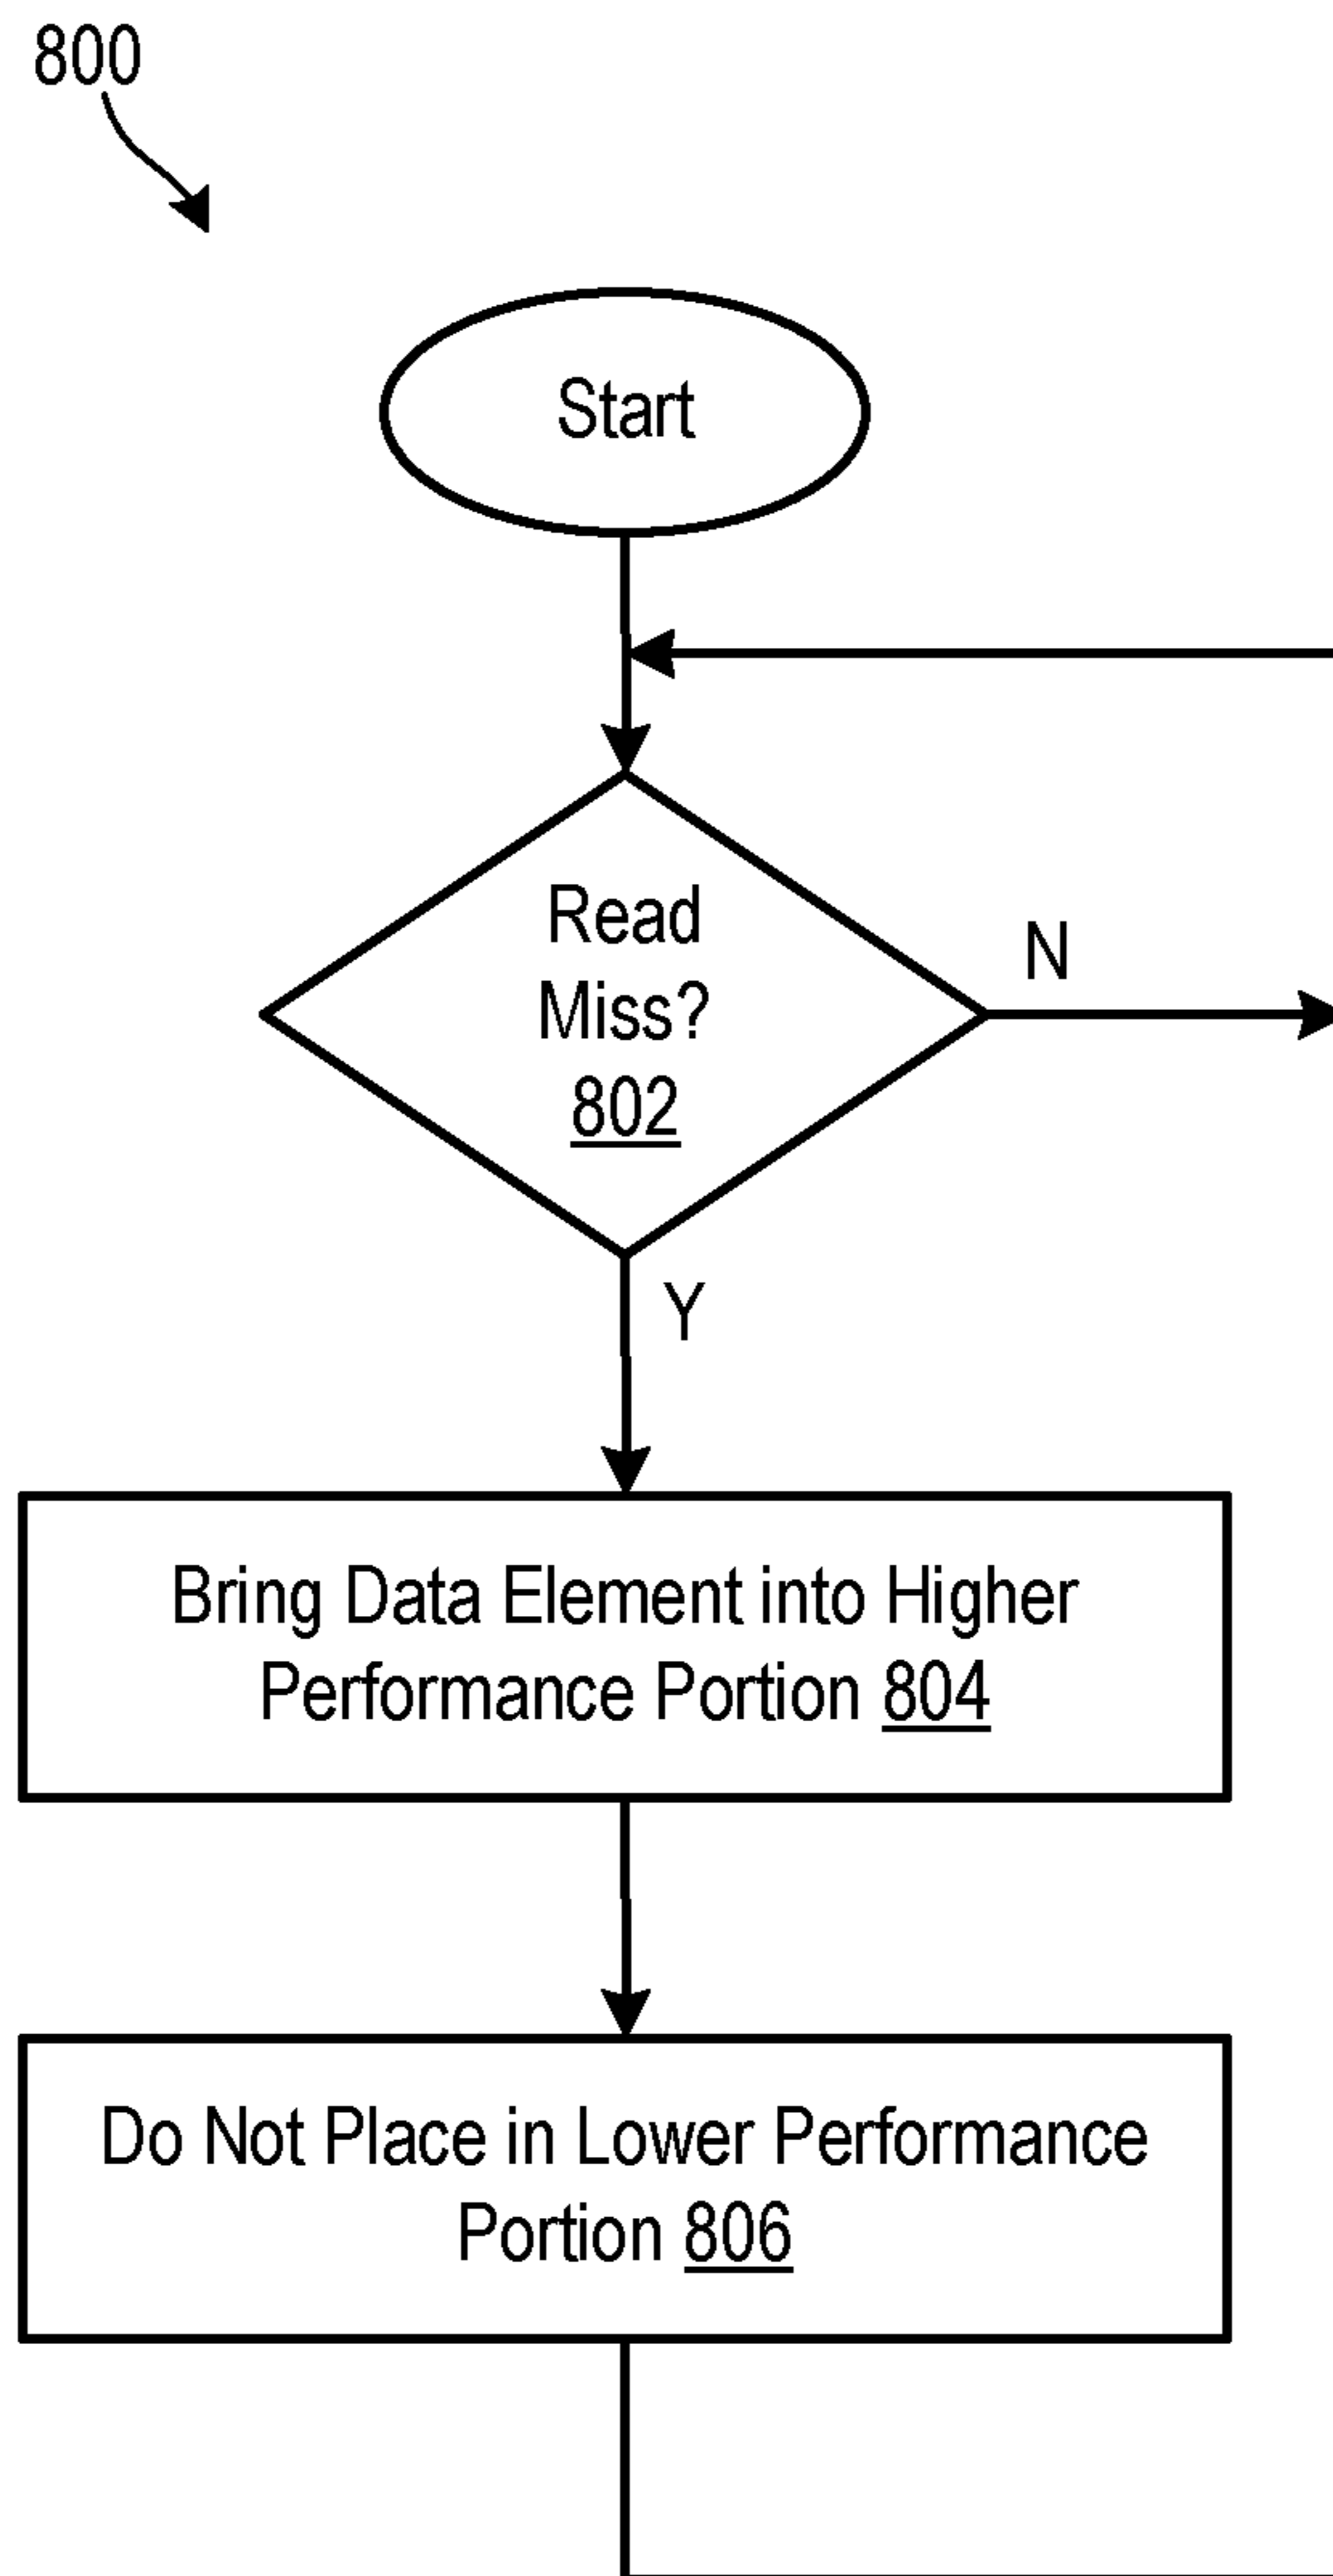 800
Start
Read
Miss?
802
N
Y
Bring Data Element into Higher
Performance Portion 804
Do Not Place in Lower Performance
Portion 806